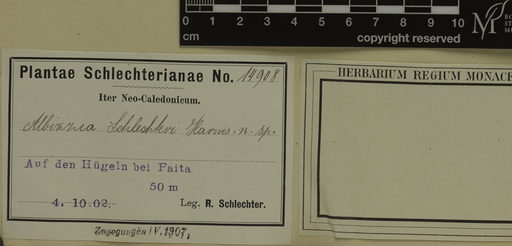 0 1 2 3 4 5 6 7 8 9 10
cm
copyright reserved
Plantae Schlechterianae No. 14908
Iter Neo-Caledonicum.
Albizzia Schlechteri Harms. n. sp.
Auf den Hügeln bei Paita
50 m
4. 10.02. Leg. R. Schlechter.
Zugegangen IV. 1907.
HERBARIUM REGIUM MONACE